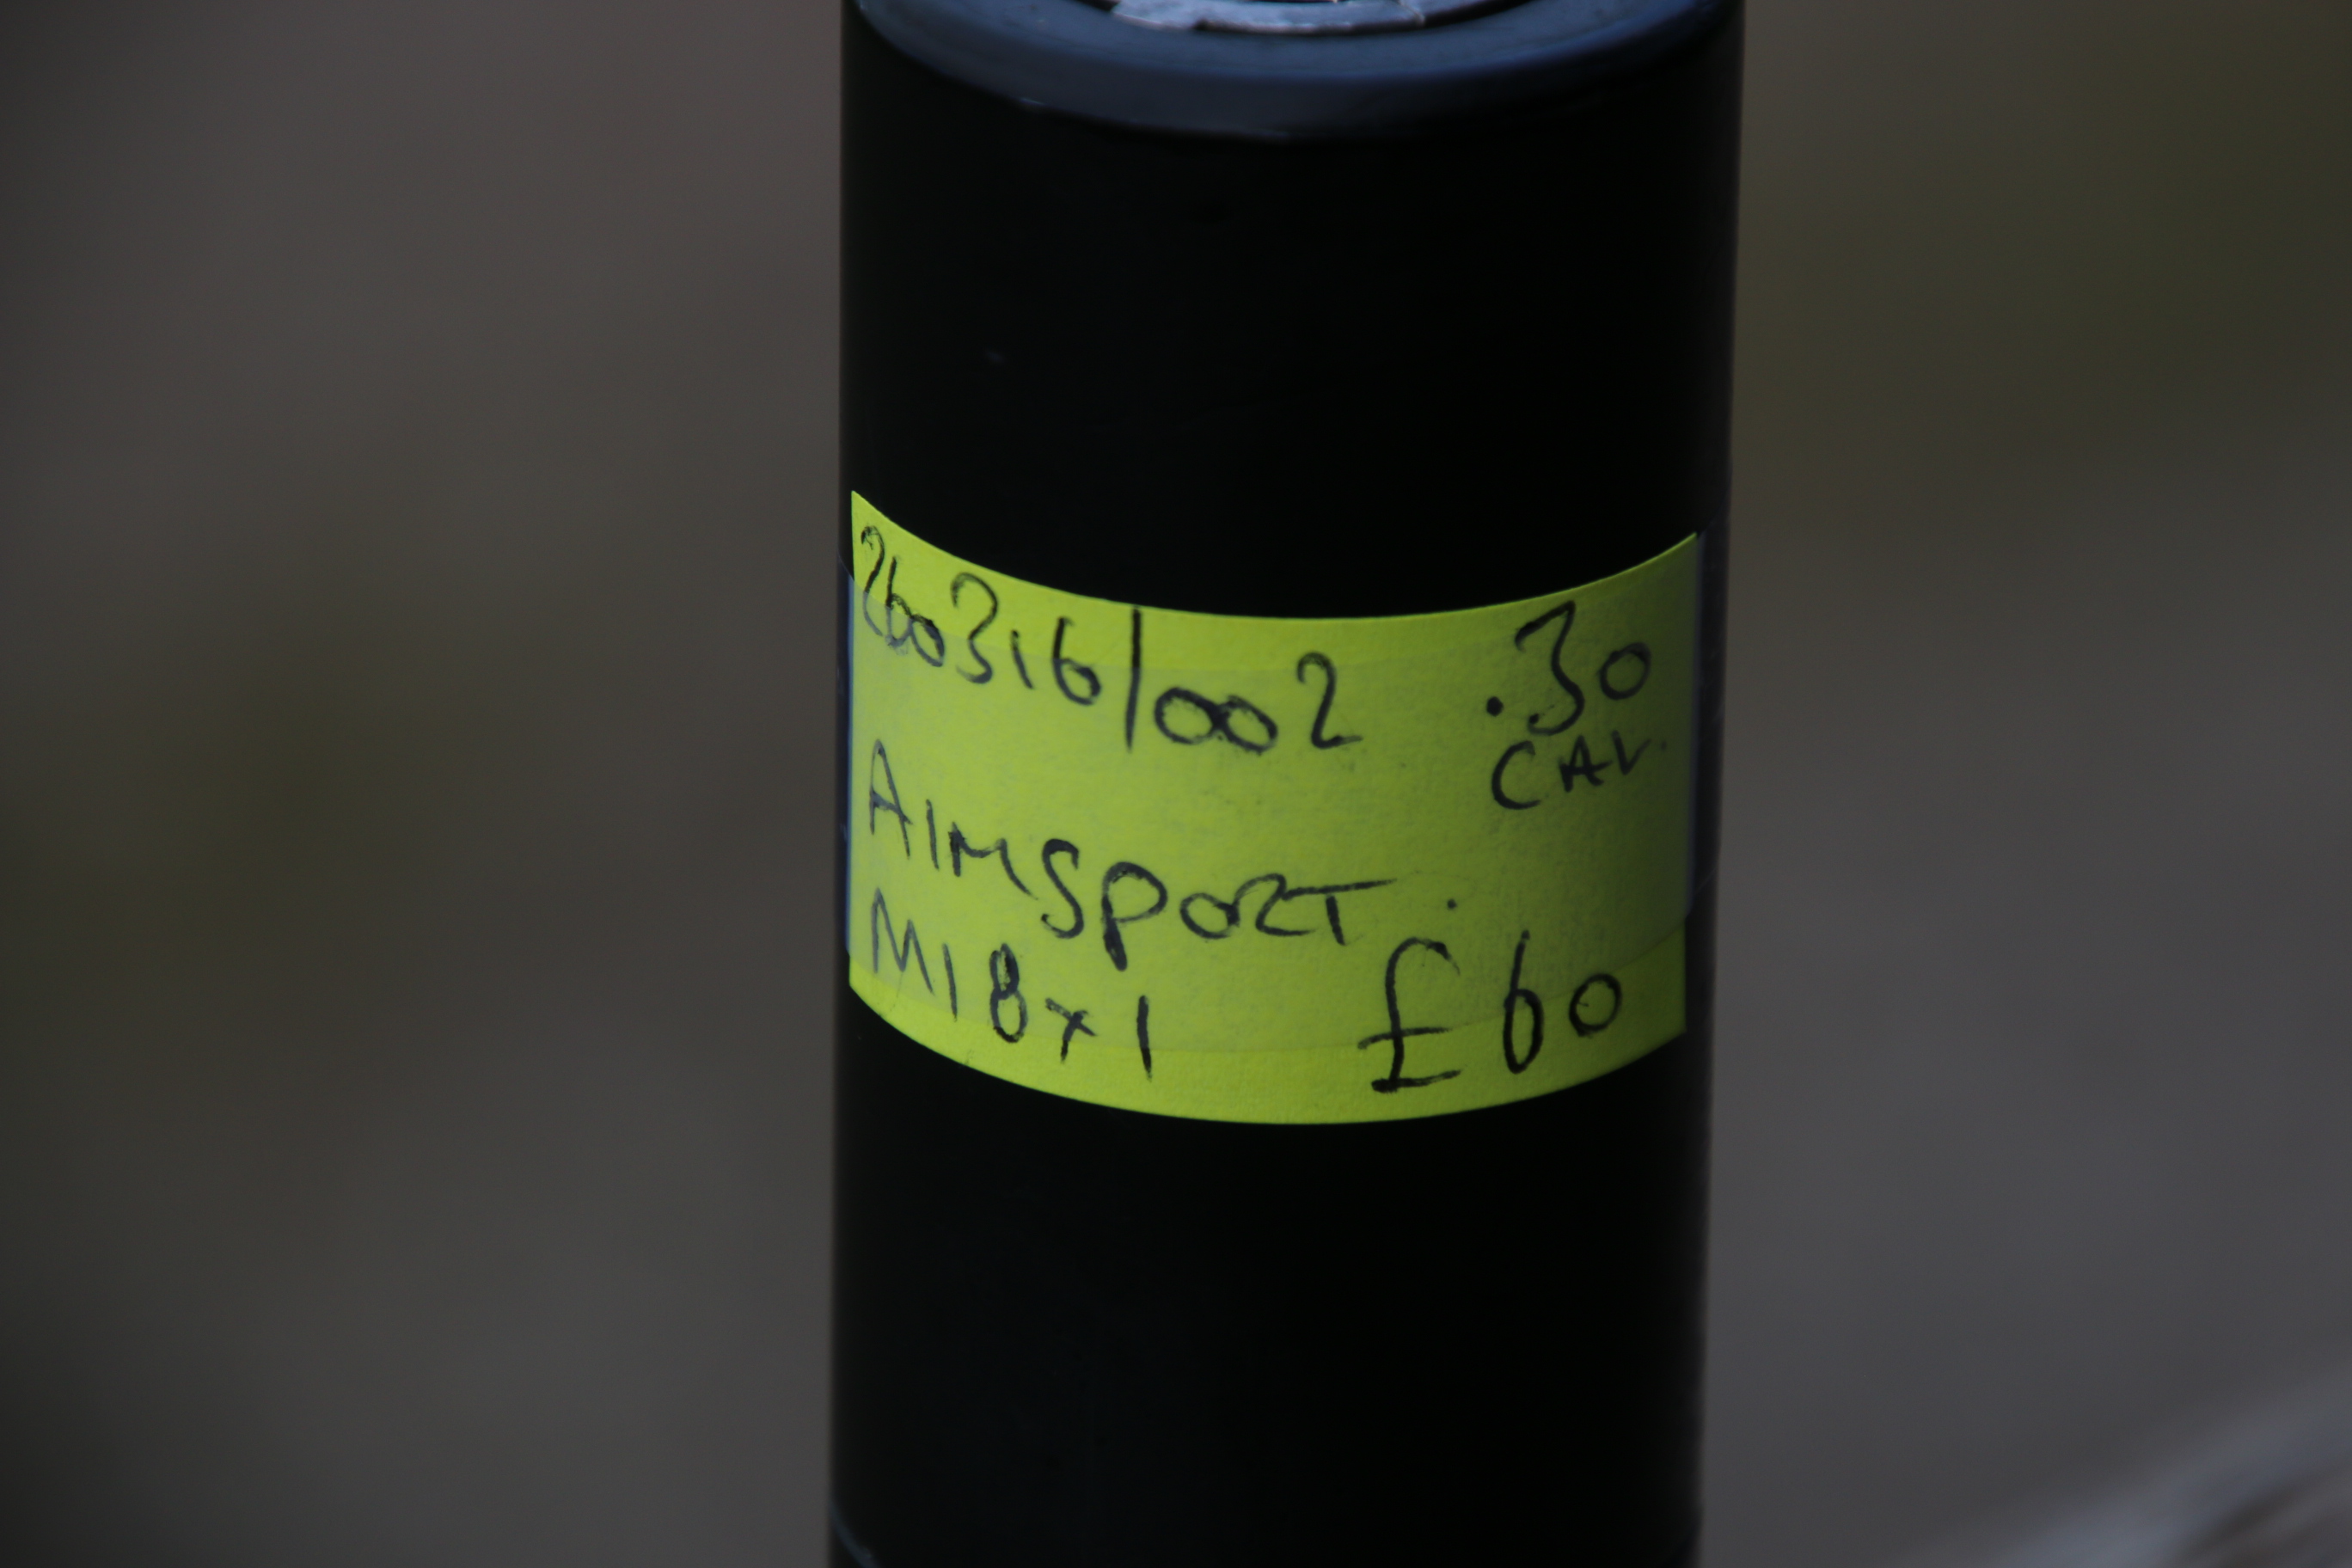 260316/002 .30
CAL.
AIMSPORT.
M18x1 £60